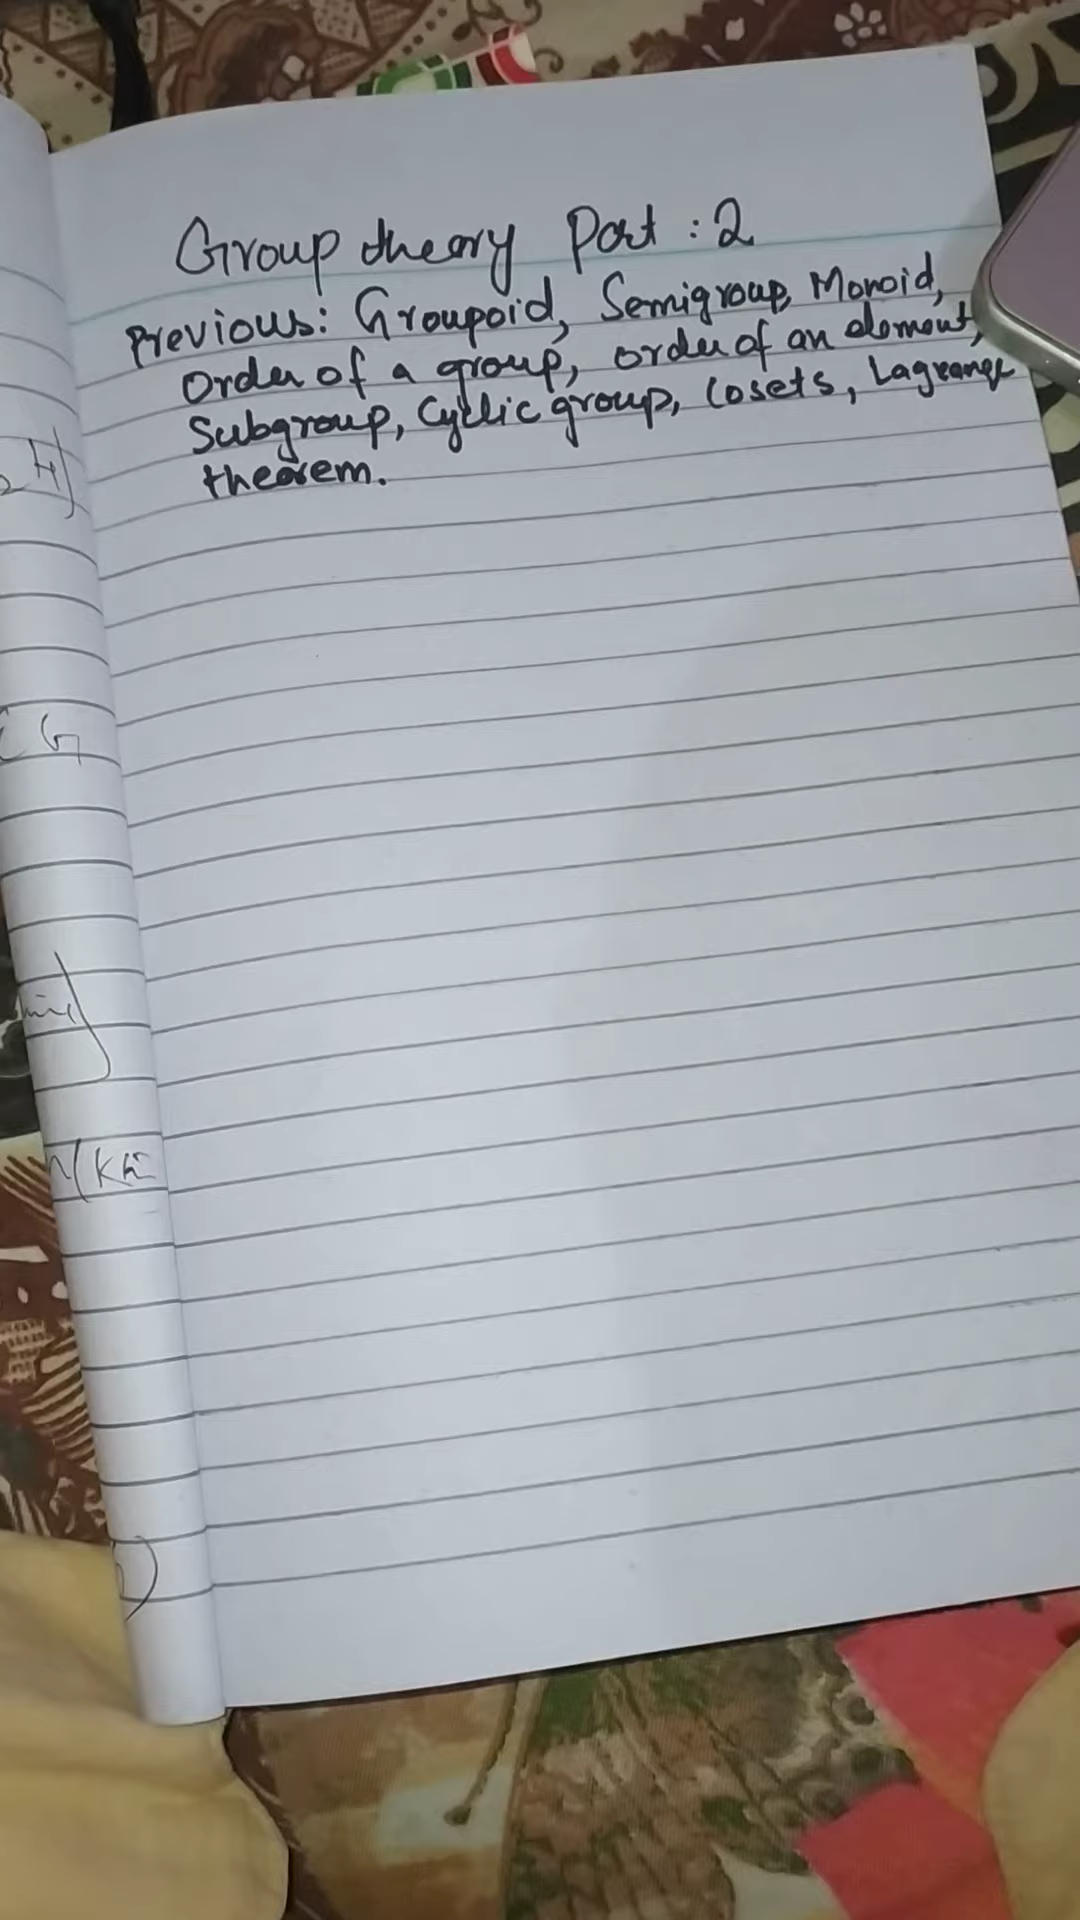 Group theory Part : 2
Previous: Groupoid, Semigroup, Monoid,
Order of a group, order of an element,
Subgroup, Cyclic group, Cosets, Lagrange
theorem.
H)
G